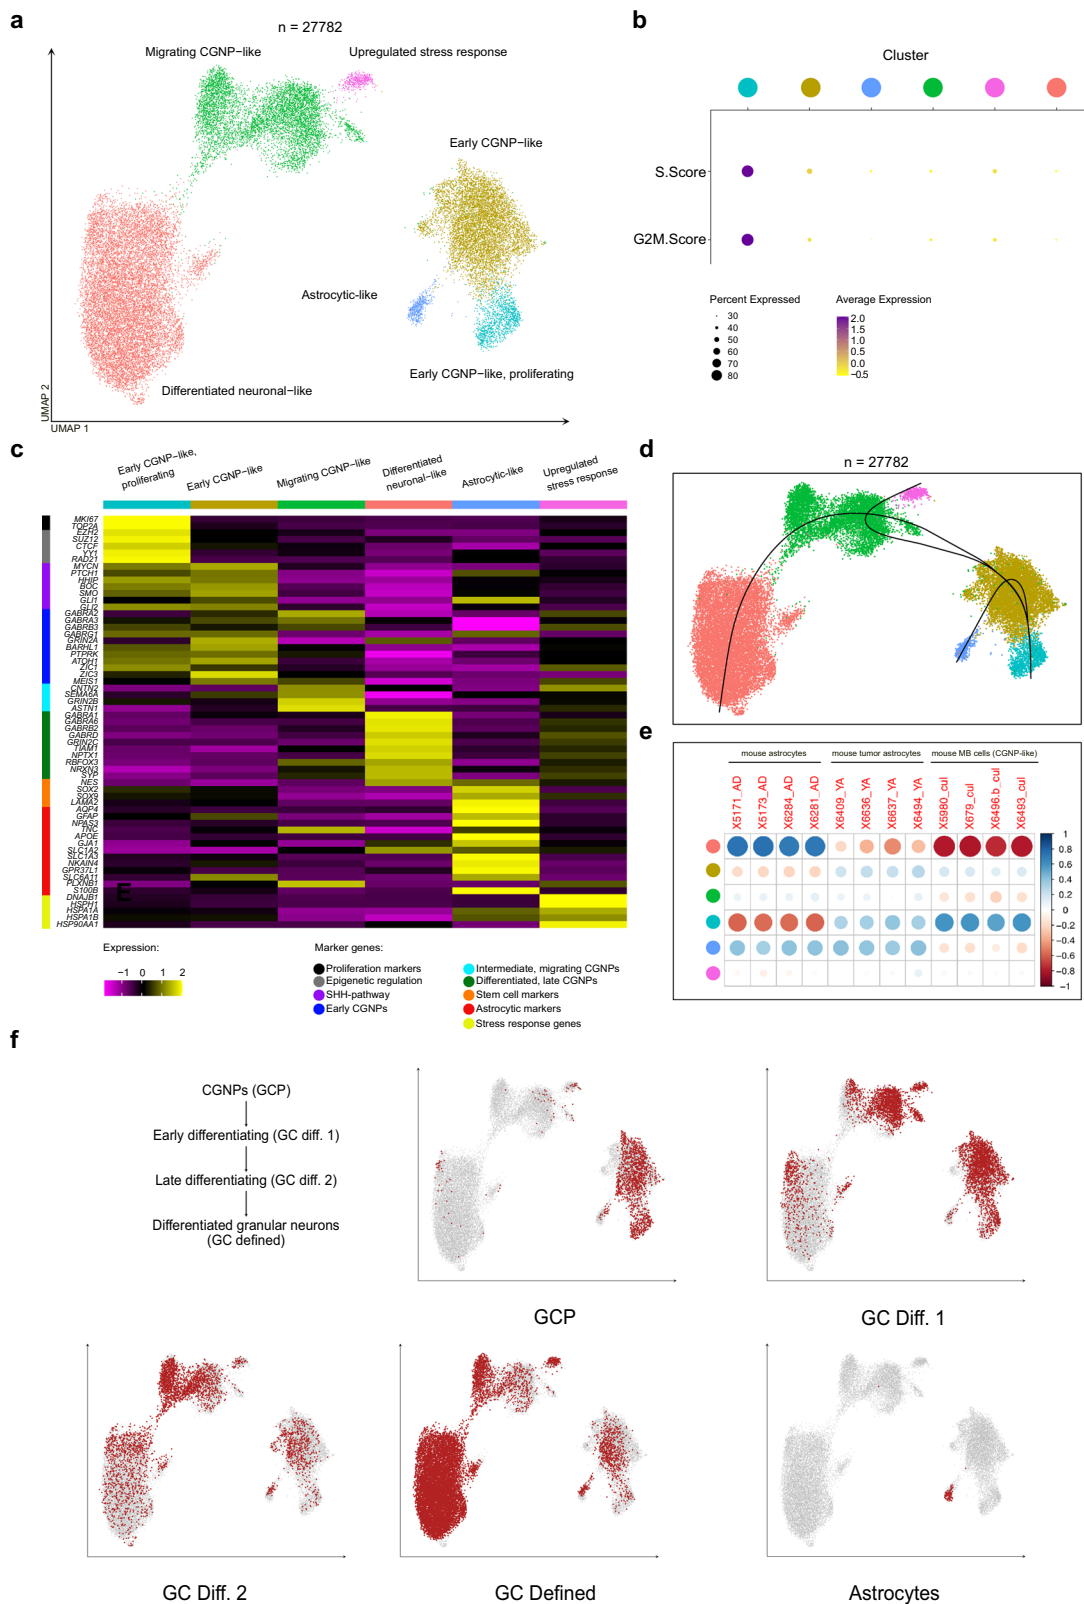 a
n = 27782
Migrating CGNP−like
Upregulated stress response
Early CGNP−like
Astrocytic-like
Early CGNP−like, proliferating
Differentiated neuronal−like
UMAP 2
UMAP 1
b
Cluster
S.Score
G2M.Score
Percent Expressed
30
40
50
60
70
80
Average Expression
2.0
1.5
1.0
0.5
0.0
−0.5
c
Early CGNP−like,
proliferating
Early CGNP−like
Migrating CGNP−like
Differentiated
neuronal−like
Astrocytic−like
Upregulated
stress response
MKI67
TOP2A
EZH2
SUZ12
CTCF
YY1
RAD21
MYCN
PTCH1
HHIP
BOC
SMO
GLI1
GLI2
GABRA2
GABRA3
GABRB3
GABRG1
GRIN2A
BARHL1
PTPRK
ATOH1
ZIC1
ZIC3
MEIS1
CNTN2
SEMA6A
GRIN2B
ASTN1
GABRA1
GABRA6
GABRB2
GABRD
GRIN2C
TIAM1
NPTX1
RBFOX3
NRXN3
SYP
NES
SOX2
SOX9
LAMA2
AQP4
GFAP
NPAS3
TNC
APOE
GJA1
SLC1A2
SLC1A3
NKAIN4
GPR37L1
SLC6A11
PLXNB1
S100B
DNAJB1
HSPH1
HSPA1A
HSPA1B
HSP90AA1
E
Expression:
−1 0 1 2
Marker genes:
Proliferation markers
Epigenetic regulation
SHH-pathway
Early CGNPs
Intermediate, migrating CGNPs
Differentiated, late CGNPs
Stem cell markers
Astrocytic markers
Stress response genes
d
n = 27782
e
mouse astrocytes
mouse tumor astrocytes
mouse MB cells (CGNP-like)
X5171_AD
X5173_AD
X6284_AD
X6281_AD
X6409_YA
X6636_YA
X6637_YA
X6494_YA
X5980_cul
X679_cul
X6496.b_cul
X6493_cul
1
0.8
0.6
0.4
0.2
0
−0.2
−0.4
−0.6
−0.8
−1
f
CGNPs (GCP)
Early differentiating (GC diff. 1)
Late differentiating (GC diff. 2)
Differentiated granular neurons
(GC defined)
GCP
GC Diff. 1
GC Diff. 2
GC Defined
Astrocytes